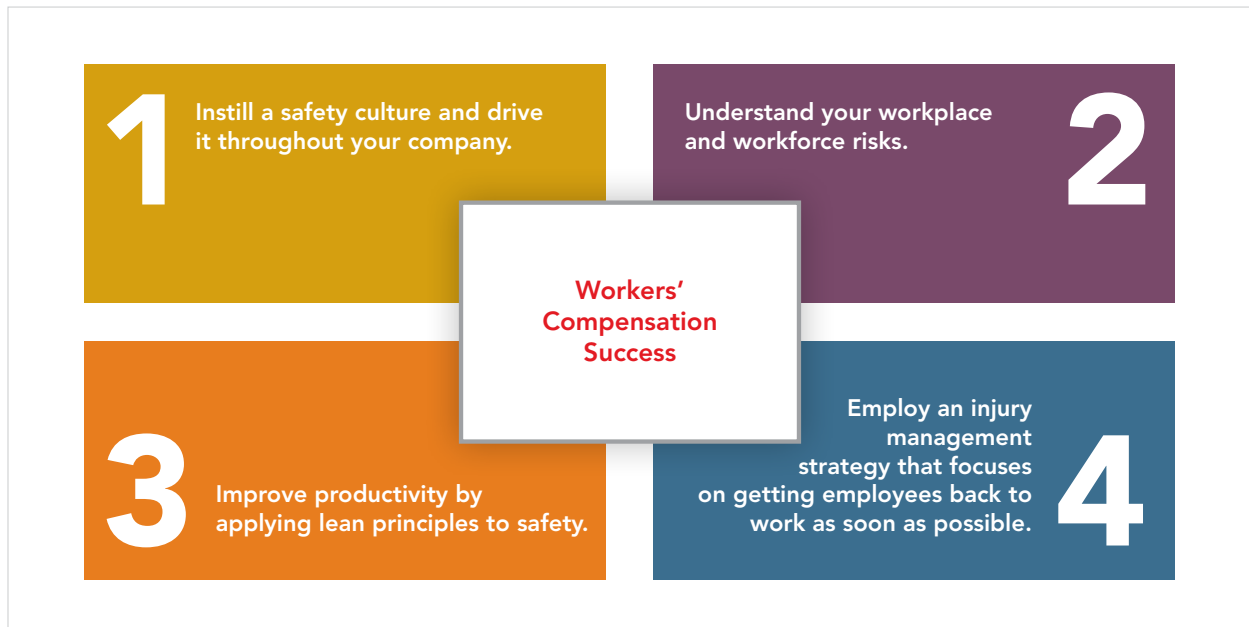 1
Instill a safety culture and drive
it throughout your company.
Understand your workplace
and workforce risks.
2
Workers‘
Compensation
Success
3
Improve productivity by
applying lean principles to safety.
Employ an injury
management
strategy that focuses
on getting employees back to
work as soon as possible.
4